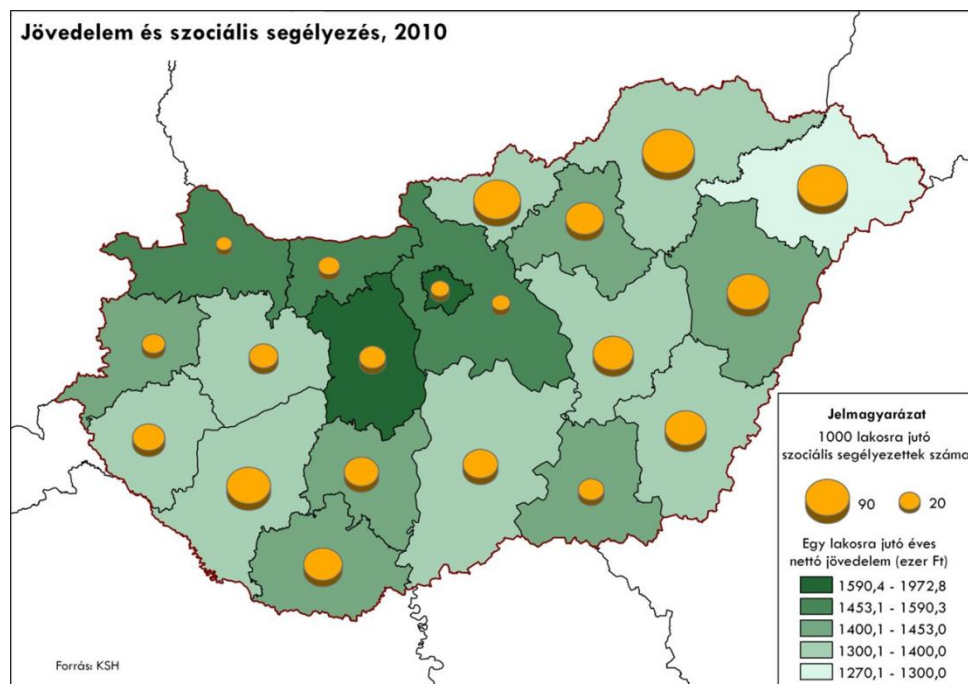 Jövedelem és szociális segélyezés, 2010
Jelmagyarázat
1000 lakosra jutó
szociális segélyezettek száma
90
20
Egy lakosra jutó éves
nettó jövedelem (ezer Ft)
1590,4 - 1972,8
1453,1 - 1590,3
1400,1 - 1453,0
1300,1 - 1400,0
1270,1 - 1300,0
Forrás: KSH